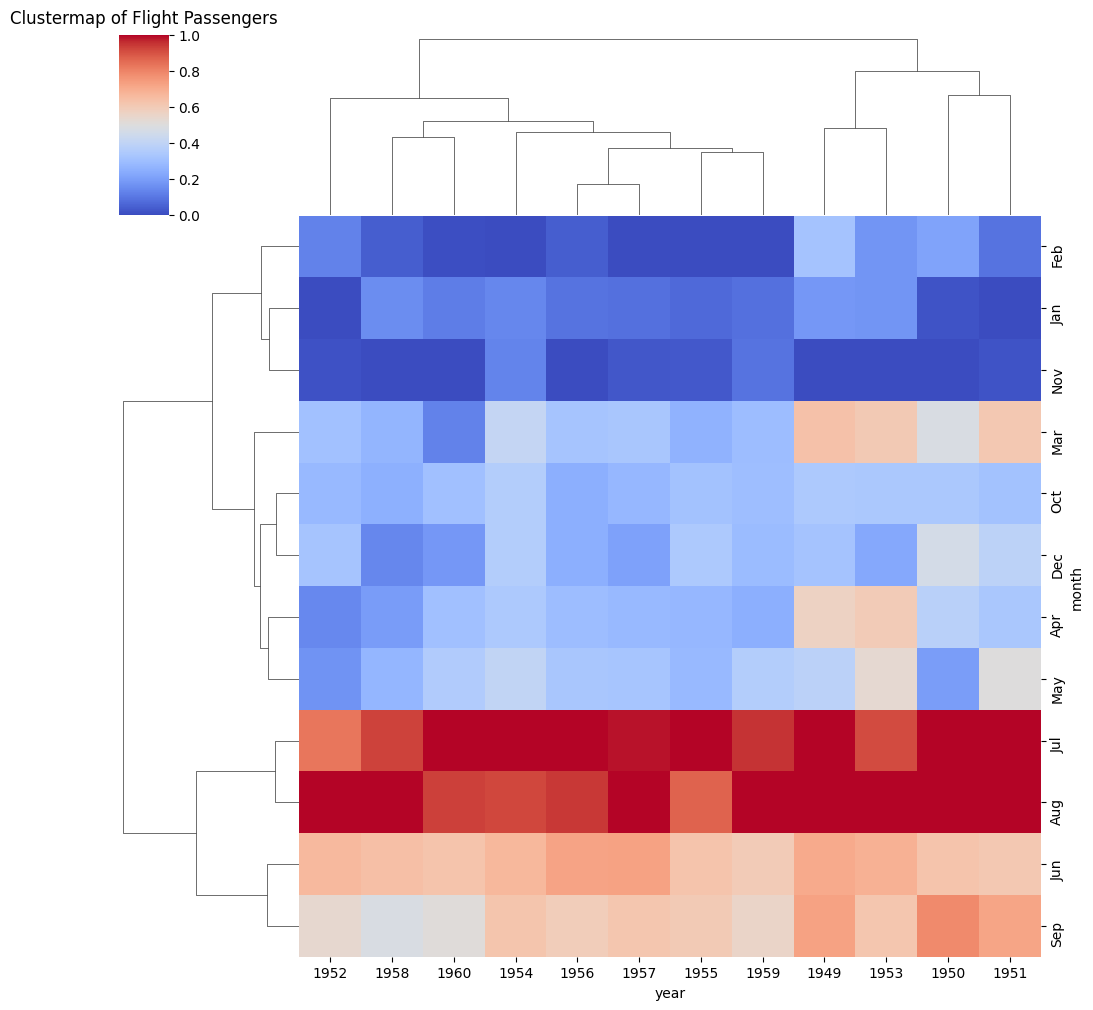 Clustermap of Flight Passengers
1.0
0.8
0.6
0.4
0.2
0.0
Feb
Jan
Nov
Mar
Oct
Dec
Apr
May
Jul
Aug
Jun
Sep
month
1952 1958 1960 1954 1956 1957 1955 1959 1949 1953 1950 1951
year